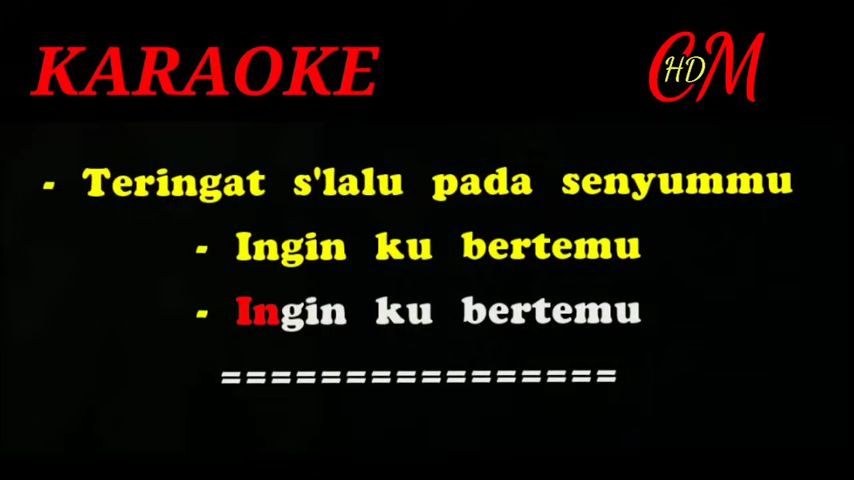 KARAOKE
CHDM
- Teringat s'lalu pada senyummu
- Ingin ku bertemu
- Ingin ku bertemu
================